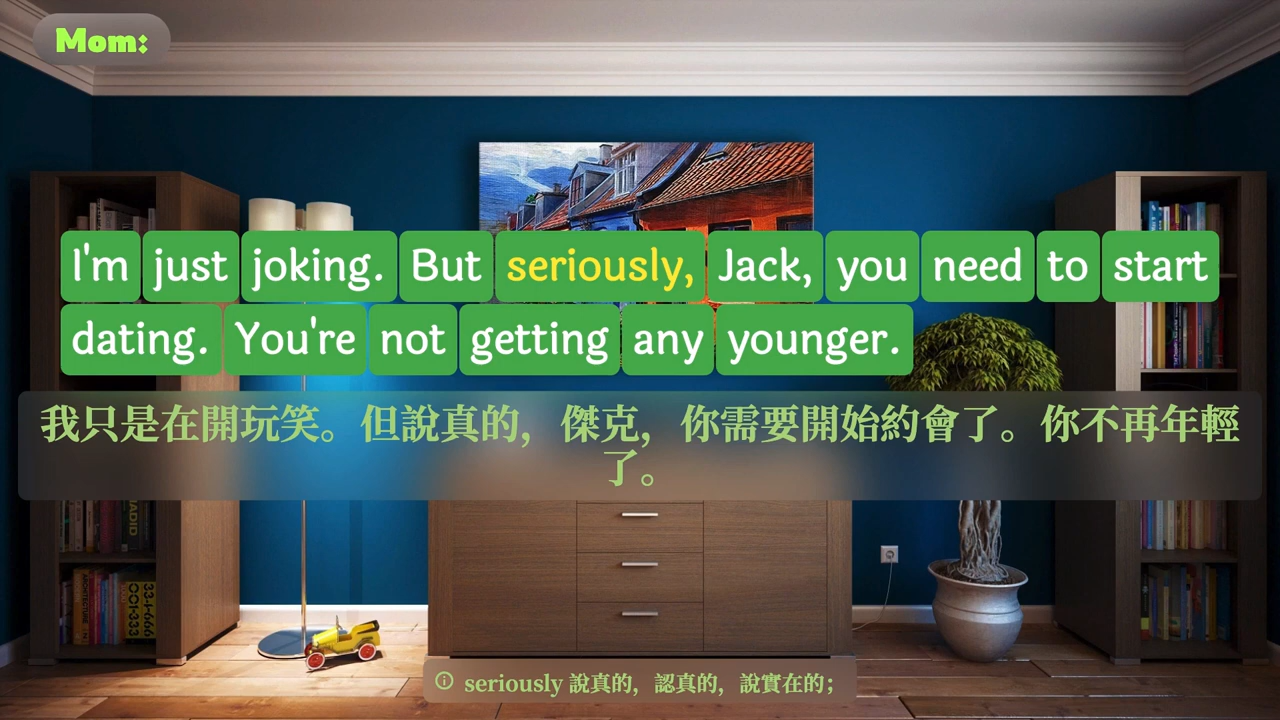 Mom:
I'm just joking. But seriously, Jack, you need to start
dating. You're not getting any younger.
我只是在開玩笑。但說真的，傑克，你需要開始約會了。你不再年輕
了。
ARCHITECTURE
seriously 說真的，認真的，說實在的；